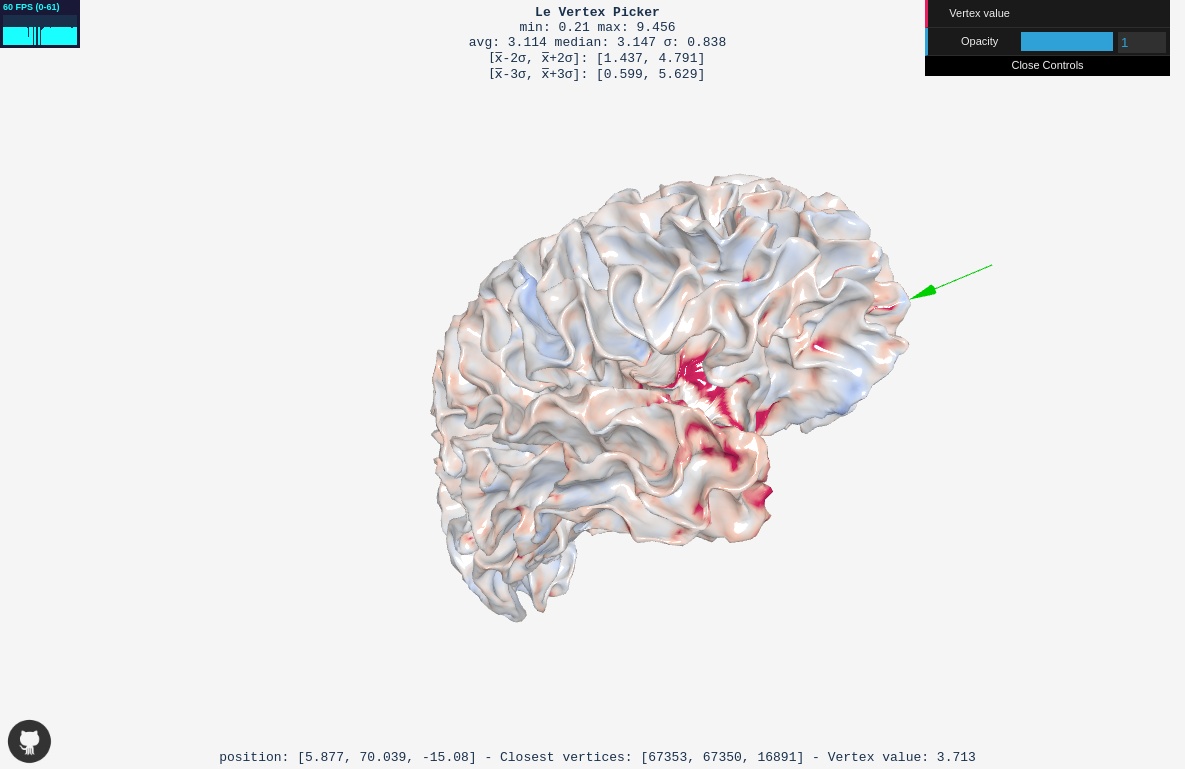 60 FPS (0-61)
Le Vertex Picker
min: 0.21 max: 9.456
avg: 3.114 median: 3.147 σ: 0.838
[x̅-2σ, x̅+2σ]: [1.437, 4.791]
[x̅-3σ, x̅+3σ]: [0.599, 5.629]
Vertex value
Opacity 1
Close Controls
position: [5.877, 70.039, -15.08] - Closest vertices: [67353, 67350, 16891] - Vertex value: 3.713